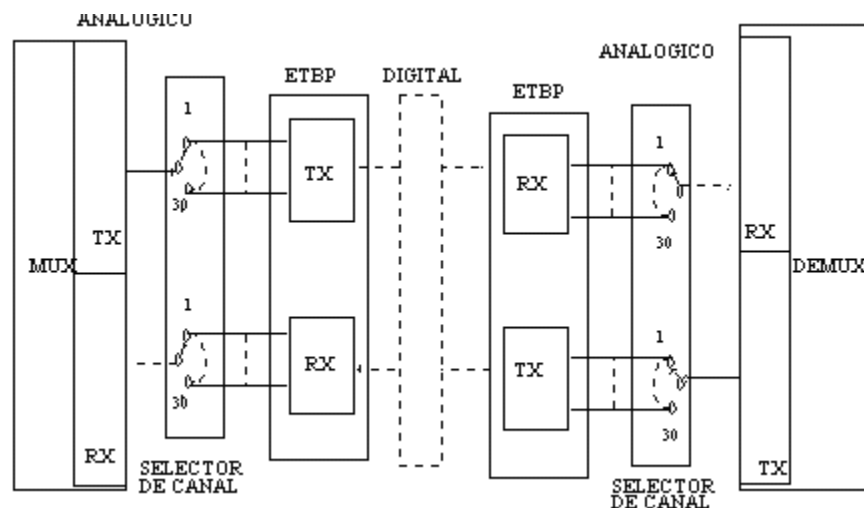 ANALOGICO
ETBP
DIGITAL
ANALOGICO
ETBP
1
30
TX
RX
1
30
TX
MUX
RX
DEMUX
1
30
RX
TX
1
30
RX
SELECTOR
DE CANAL
TX
SELECTOR
DE CANAL